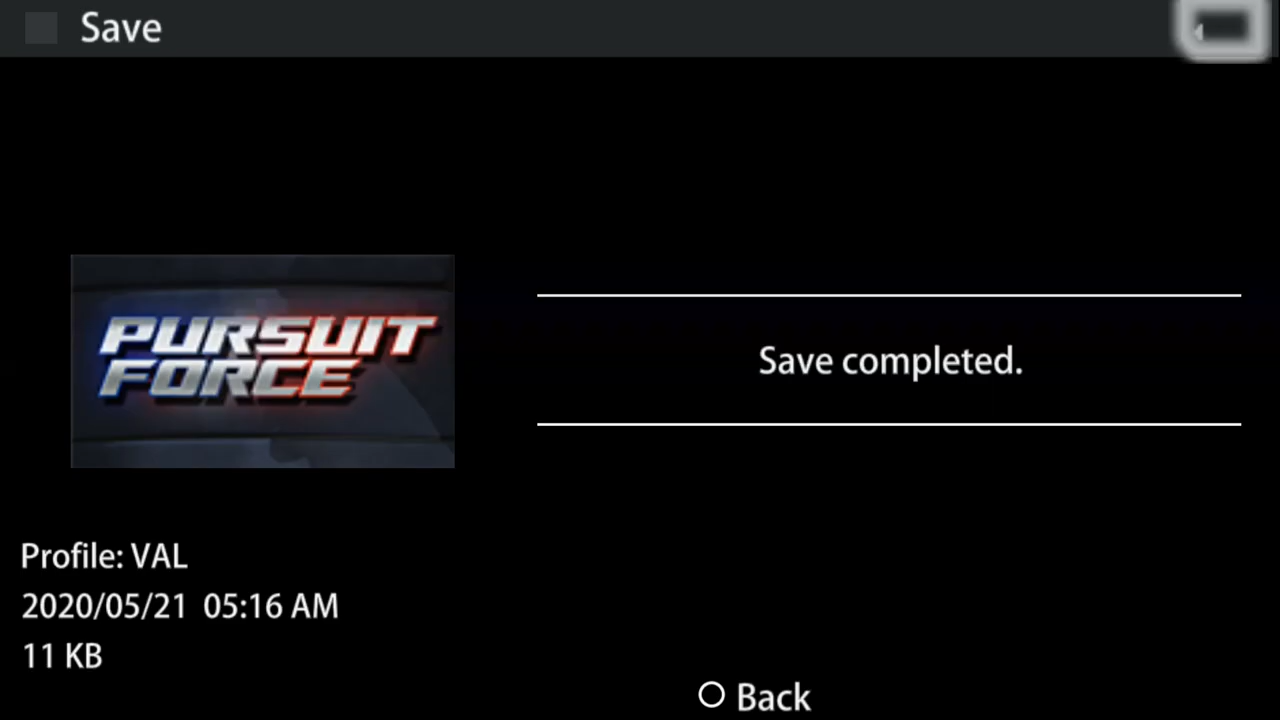 Save
PURSUIT
FORCE
Save completed.
Profile: VAL
2020/05/21 05:16 AM
11 KB
Back